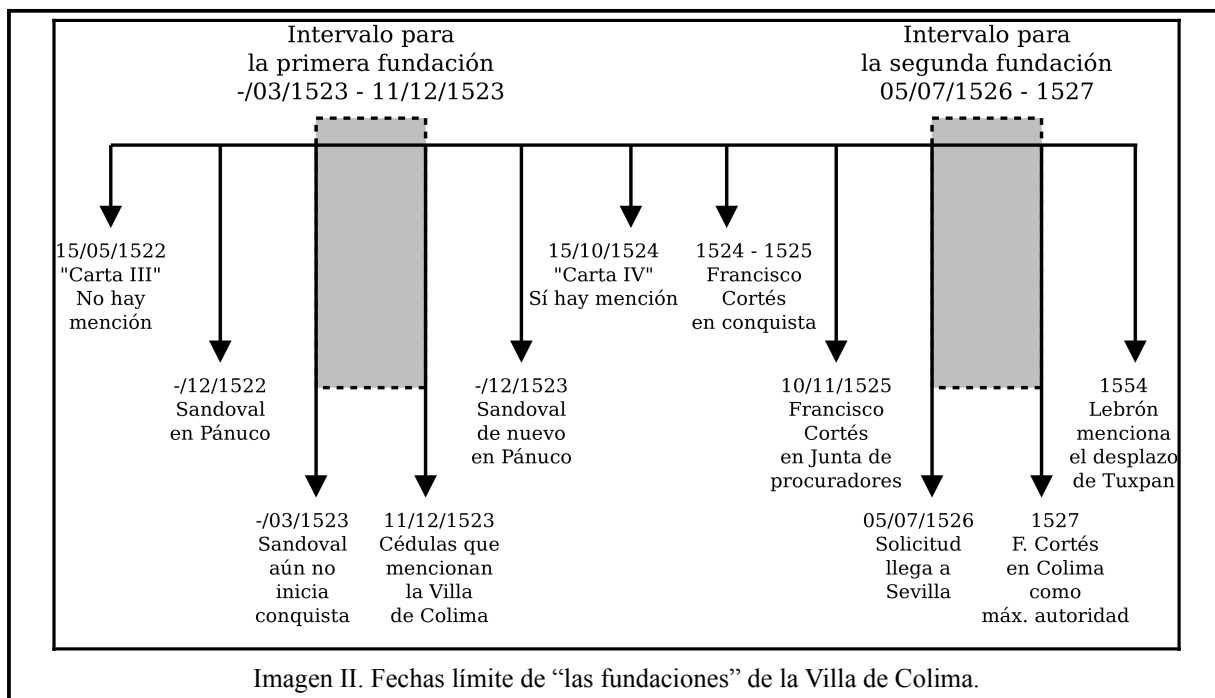 Intervalo para
la primera fundación
-/03/1523 - 11/12/1523
Intervalo para
la segunda fundación
05/07/1526 - 1527
15/05/1522
"Carta III"
No hay
mención
-/12/1522
Sandoval
en Pánuco
-/03/1523
Sandoval
aún no
inicia
conquista
11/12/1523
Cédulas que
mencionan
la Villa
de Colima
-/12/1523
Sandoval
de nuevo
en Pánuco
15/10/1524
"Carta IV"
Sí hay mención
1524 - 1525
Francisco
Cortés
en conquista
10/11/1525
Francisco
Cortés
en Junta de
procuradores
05/07/1526
Solicitud
llega a
Sevilla
1527
F. Cortés
en Colima
como
máx. autoridad
1554
Lebrón
menciona
el desplazo
de Tuxpan
Imagen II. Fechas límite de “las fundaciones” de la Villa de Colima.